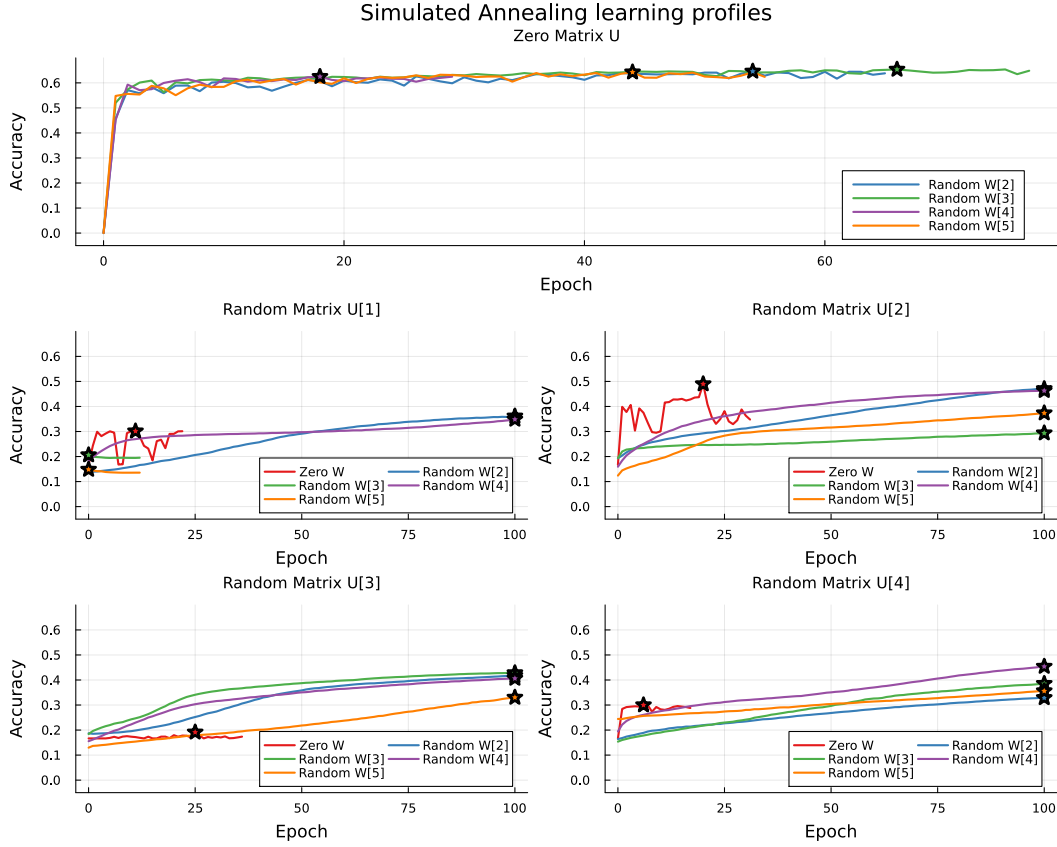 Simulated Annealing learning profiles
Zero Matrix U
Accuracy
0.6
0.5
0.4
0.3
0.2
0.1
0.0
Random W[2]
Random W[3]
Random W[4]
Random W[5]
0 20 40 60
Epoch
Random Matrix U[1]
Accuracy
0.6
0.5
0.4
0.3
0.2
0.1
0.0
Zero W Random W[2]
Random W[3] Random W[4]
Random W[5]
0 25 50 75 100
Epoch
Random Matrix U[2]
Accuracy
0.6
0.5
0.4
0.3
0.2
0.1
0.0
Zero W Random W[2]
Random W[3] Random W[4]
Random W[5]
0 25 50 75 100
Epoch
Random Matrix U[3]
Accuracy
0.6
0.5
0.4
0.3
0.2
0.1
0.0
Zero W Random W[2]
Random W[3] Random W[4]
Random W[5]
0 25 50 75 100
Epoch
Random Matrix U[4]
Accuracy
0.6
0.5
0.4
0.3
0.2
0.1
0.0
Zero W Random W[2]
Random W[3] Random W[4]
Random W[5]
0 25 50 75 100
Epoch